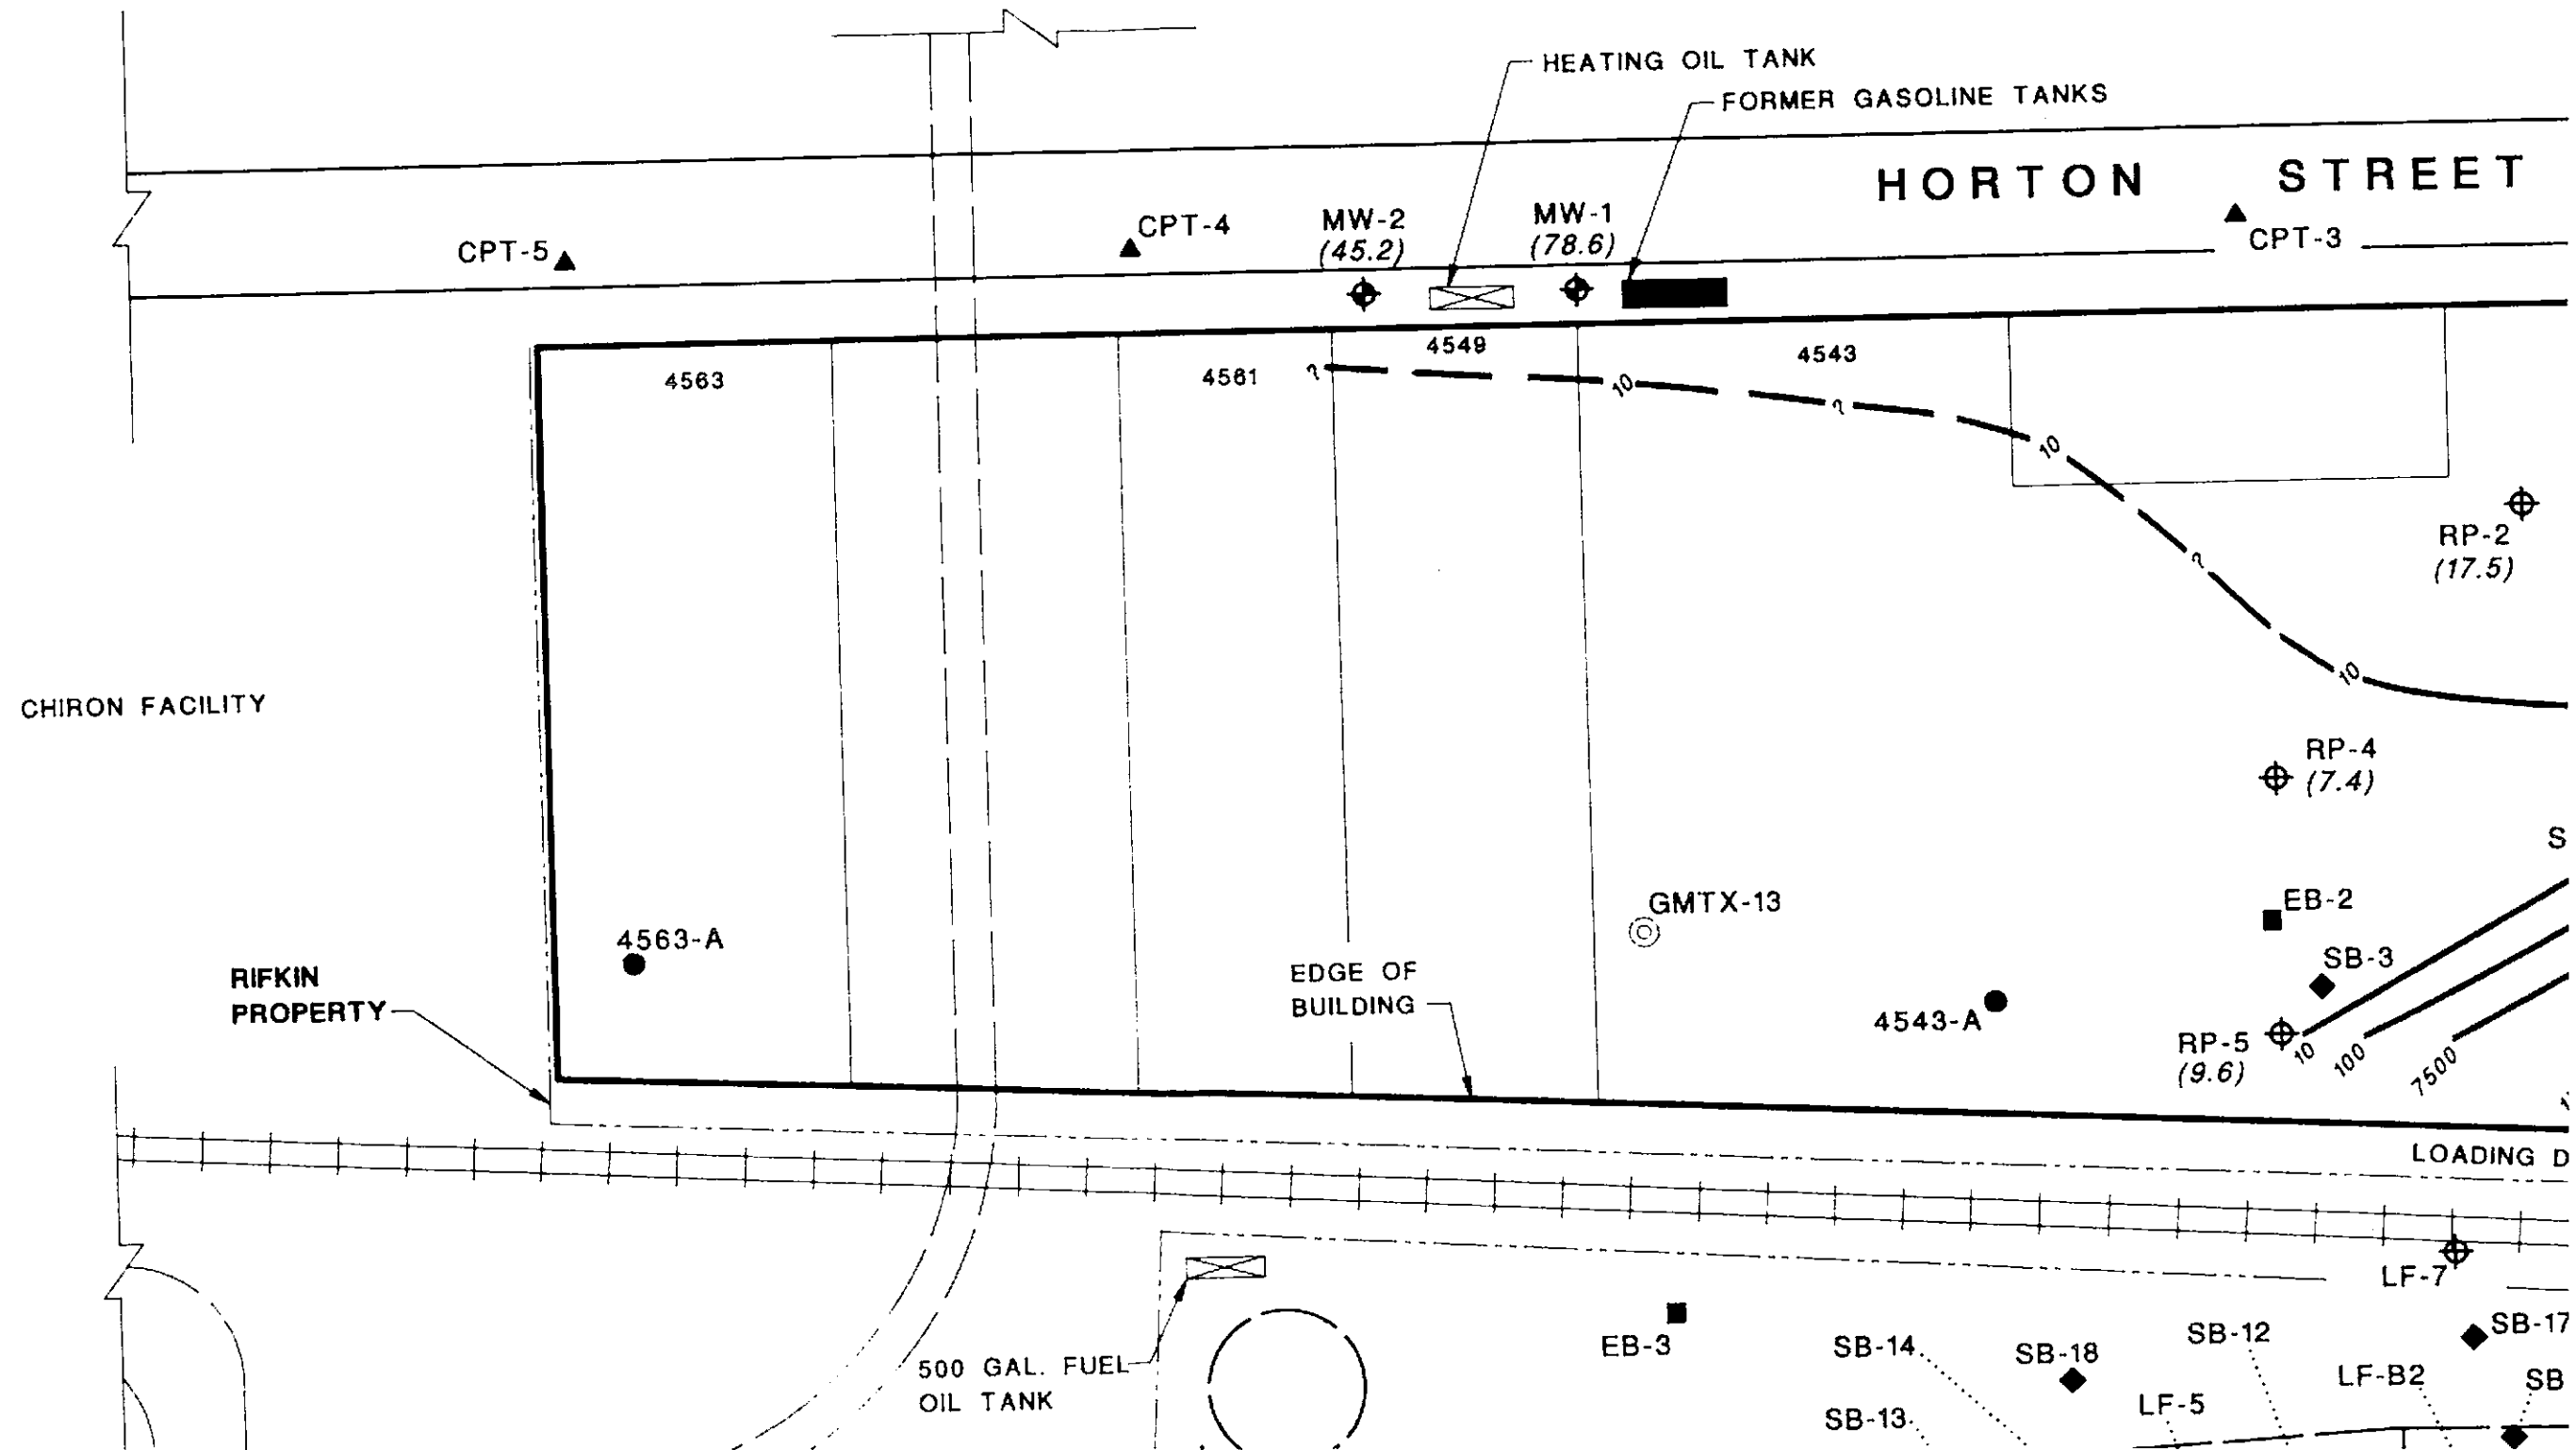 HEATING OIL TANK
FORMER GASOLINE TANKS
HORTON STREET
CPT-5
CPT-4
MW-2
(45.2)
MW-1
(78.6)
CPT-3
4563
4561
4549
4543
?
10
?
10
?
10
RP-2
(17.5)
CHIRON FACILITY
RP-4
(7.4)
S
GMTX-13
EB-2
4563-A
SB-3
RIFKIN
PROPERTY
EDGE OF
BUILDING
4543-A
RP-5
(9.6)
10
100
7500
LOADING D
LF-7
500 GAL. FUEL
OIL TANK
EB-3
SB-14
SB-18
SB-12
SB-17
LF-B2
SB
LF-5
SB-13